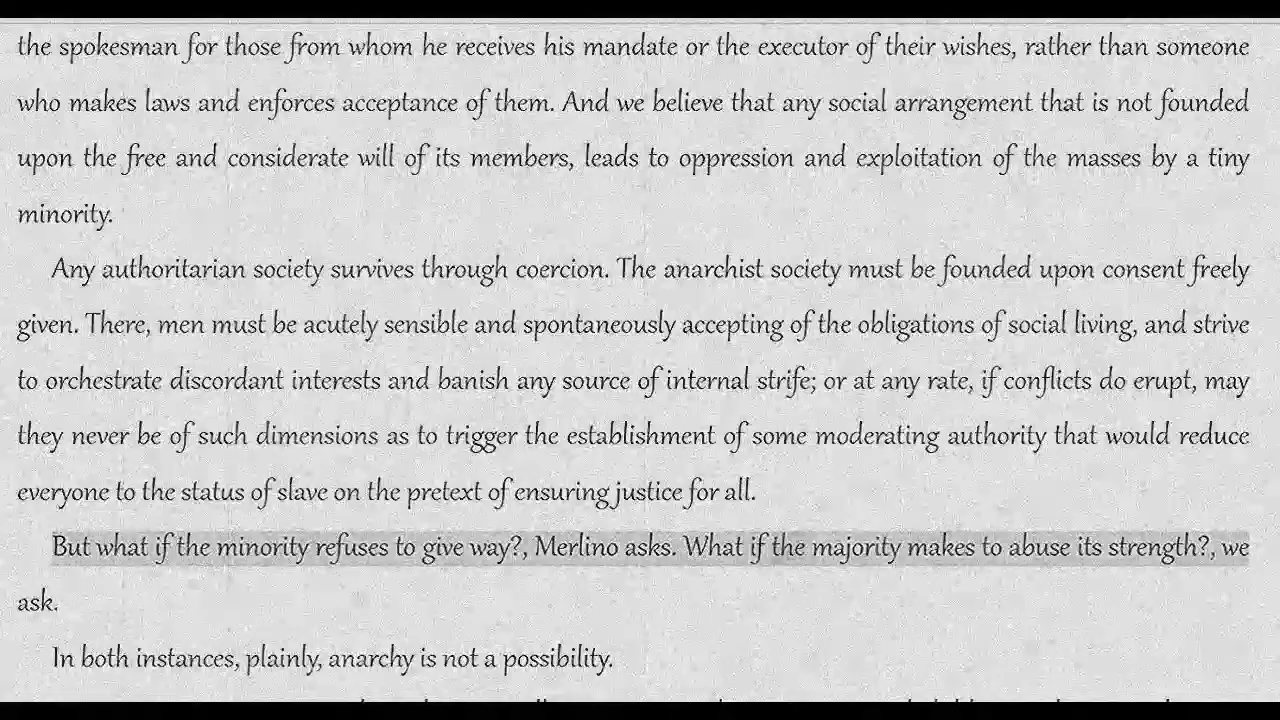 the spokesman for those from whom he receives his mandate or the executor of their wishes, rather than someone
who makes laws and enforces acceptance of them. And we believe that any social arrangement that is not founded
upon the free and considerate will of its members, leads to oppression and exploitation of the masses by a tiny
minority.
Any authoritarian society survives through coercion. The anarchist society must be founded upon consent freely
given. There, men must be acutely sensible and spontaneously accepting of the obligations of social living, and strive
to orchestrate discordant interests and banish any source of internal strife; or at any rate, if conflicts do erupt, may
they never be of such dimensions as to trigger the establishment of some moderating authority that would reduce
everyone to the status of slave on the pretext of ensuring justice for all.
But what if the minority refuses to give way?, Merlino asks. What if the majority makes to abuse its strength?, we
ask.
In both instances, plainly, anarchy is not a possibility.